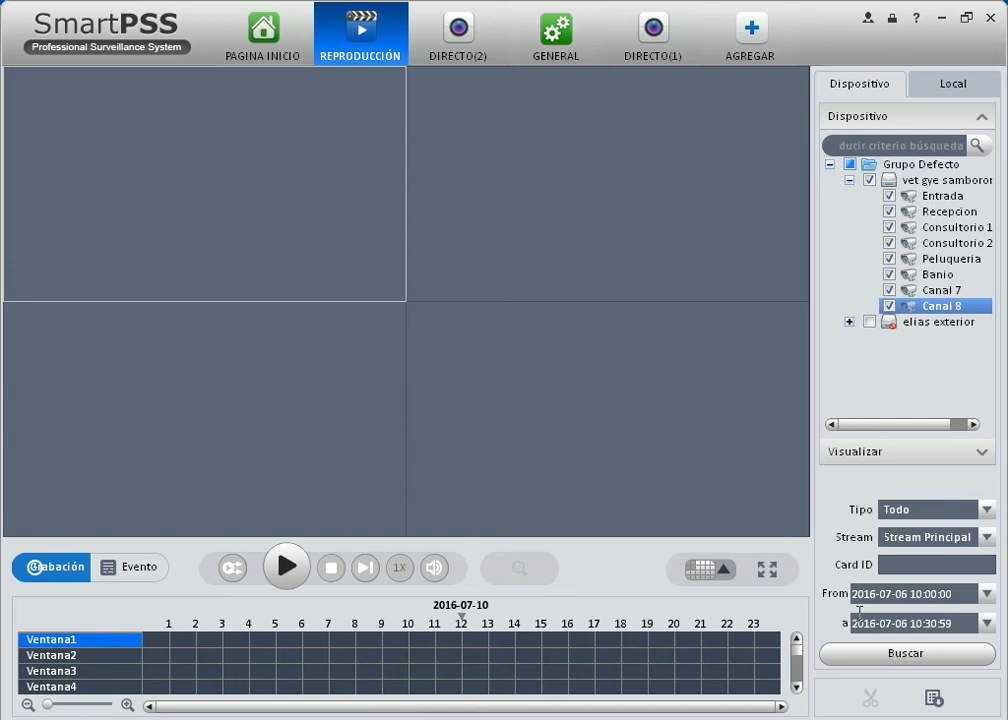 SmartPSS
Professional Surveillance System
PAGINA INICIO
REPRODUCCIÓN
DIRECTO(2)
GENERAL
DIRECTO(1)
AGREGAR
?
Dispositivo
Local
Dispositivo
ducir criterio búsqueda
Grupo Defecto
vet gye samboror
Entrada
Recepcion
Consultorio 1
Consultorio 2
Peluqueria
Banio
Canal 7
Canal 8
elias exterior
Visualizar
Tipo Todo
Stream Stream Principal
Card ID
From 2016-07-06 10:00:00
a 2016-07-06 10:30:59
Buscar
Grabación
Evento
1X
2016-07-10
1 2 3 4 5 6 7 8 9 10 11 12 13 14 15 16 17 18 19 20 21 22 23
Ventana1
Ventana2
Ventana3
Ventana4